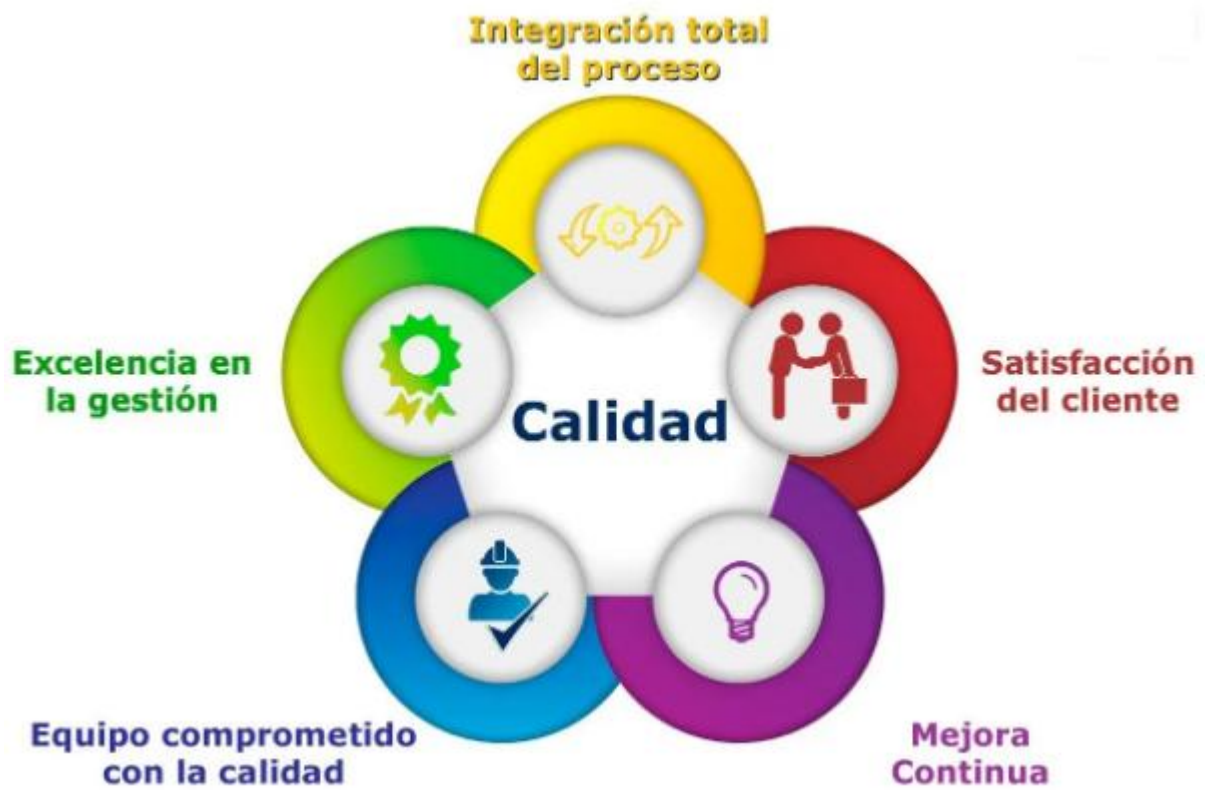 Integración total
del proceso
Excelencia en
la gestión
Calidad
Satisfacción
del cliente
Equipo comprometido
con la calidad
Mejora
Continua